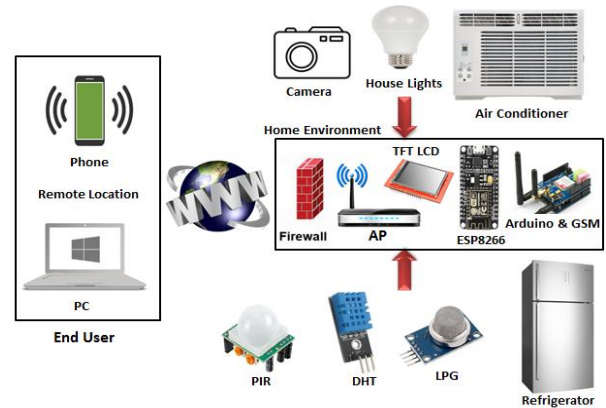 Camera
House Lights
Air Conditioner
Phone
Remote Location
PC
End User
WWW
Home Environment
TFT LCD
Firewall
AP
ESP8266
Arduino & GSM
PIR
DHT
LPG
Refrigerator